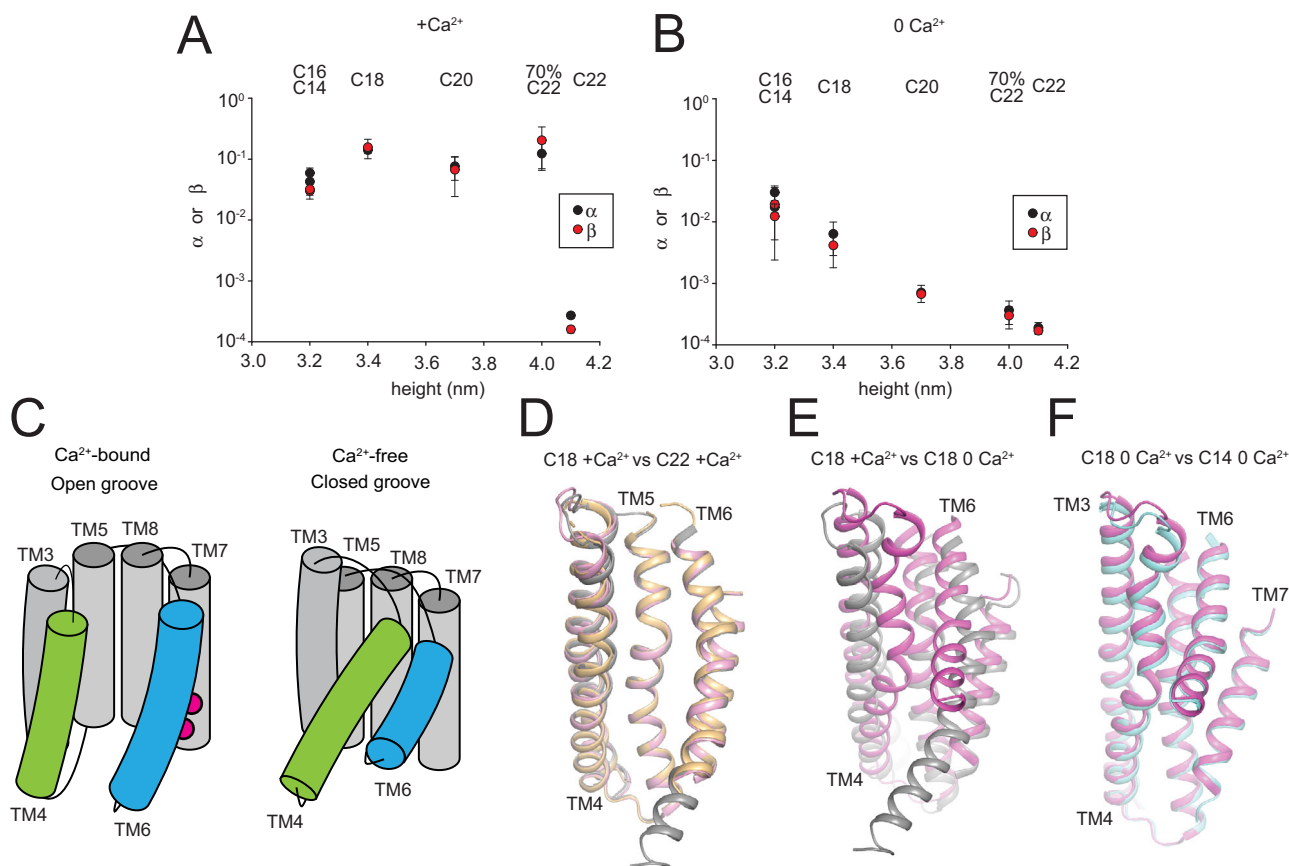 A
+Ca²⁺
C16
C14
C18
C20
70%
C22
C22
10⁰
10⁻¹
10⁻²
10⁻³
10⁻⁴
α or β
α
β
3.0 3.2 3.4 3.6 3.8 4.0 4.2
height (nm)
B
0 Ca²⁺
C16
C14
C18
C20
70%
C22
C22
10⁰
10⁻¹
10⁻²
10⁻³
10⁻⁴
α or β
α
β
3.0 3.2 3.4 3.6 3.8 4.0 4.2
height (nm)
C
Ca²⁺-bound
Open groove
TM3
TM5
TM8
TM7
TM4
TM6
Ca²⁺-free
Closed groove
TM3
TM5
TM8
TM7
TM6
TM4
D
C18 +Ca²⁺ vs C22 +Ca²⁺
TM5
TM6
TM4
E
C18 +Ca²⁺ vs C18 0 Ca²⁺
TM6
TM4
F
C18 0 Ca²⁺ vs C14 0 Ca²⁺
TM3
TM6
TM7
TM4